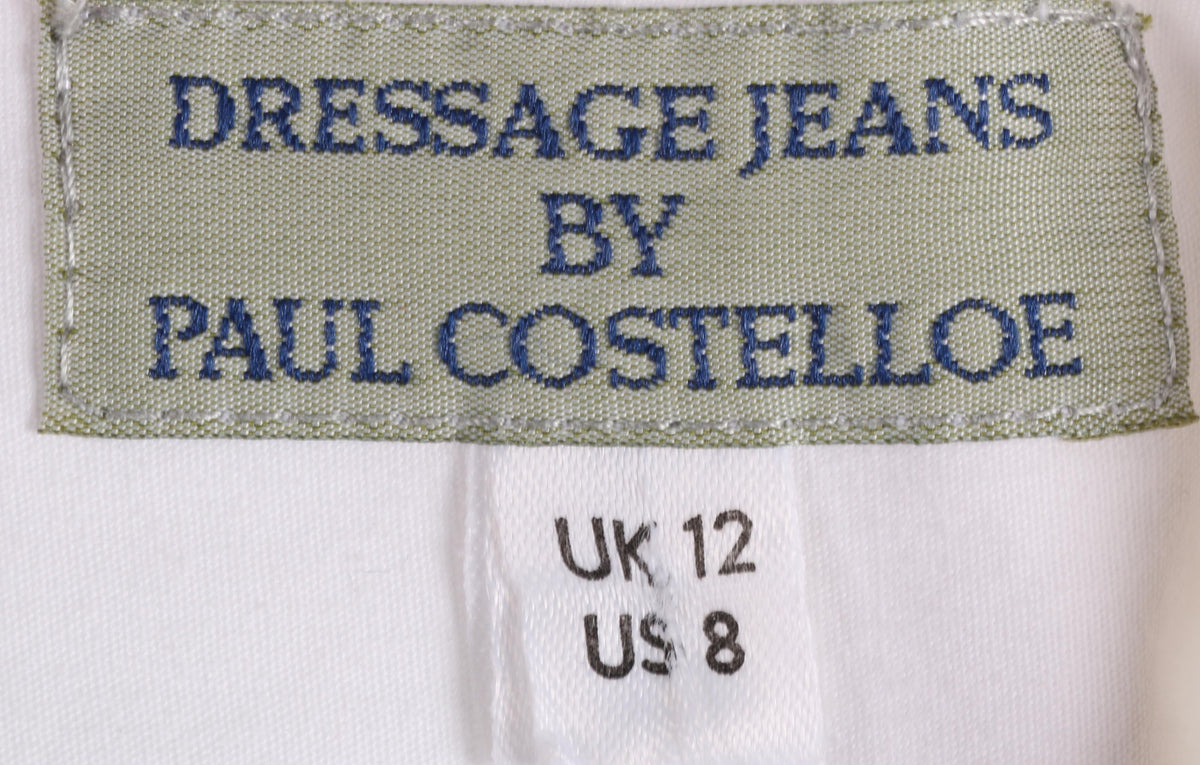 DRESSAGE JEANS
BY
PAUL COSTELLOE
UK 12
US 8